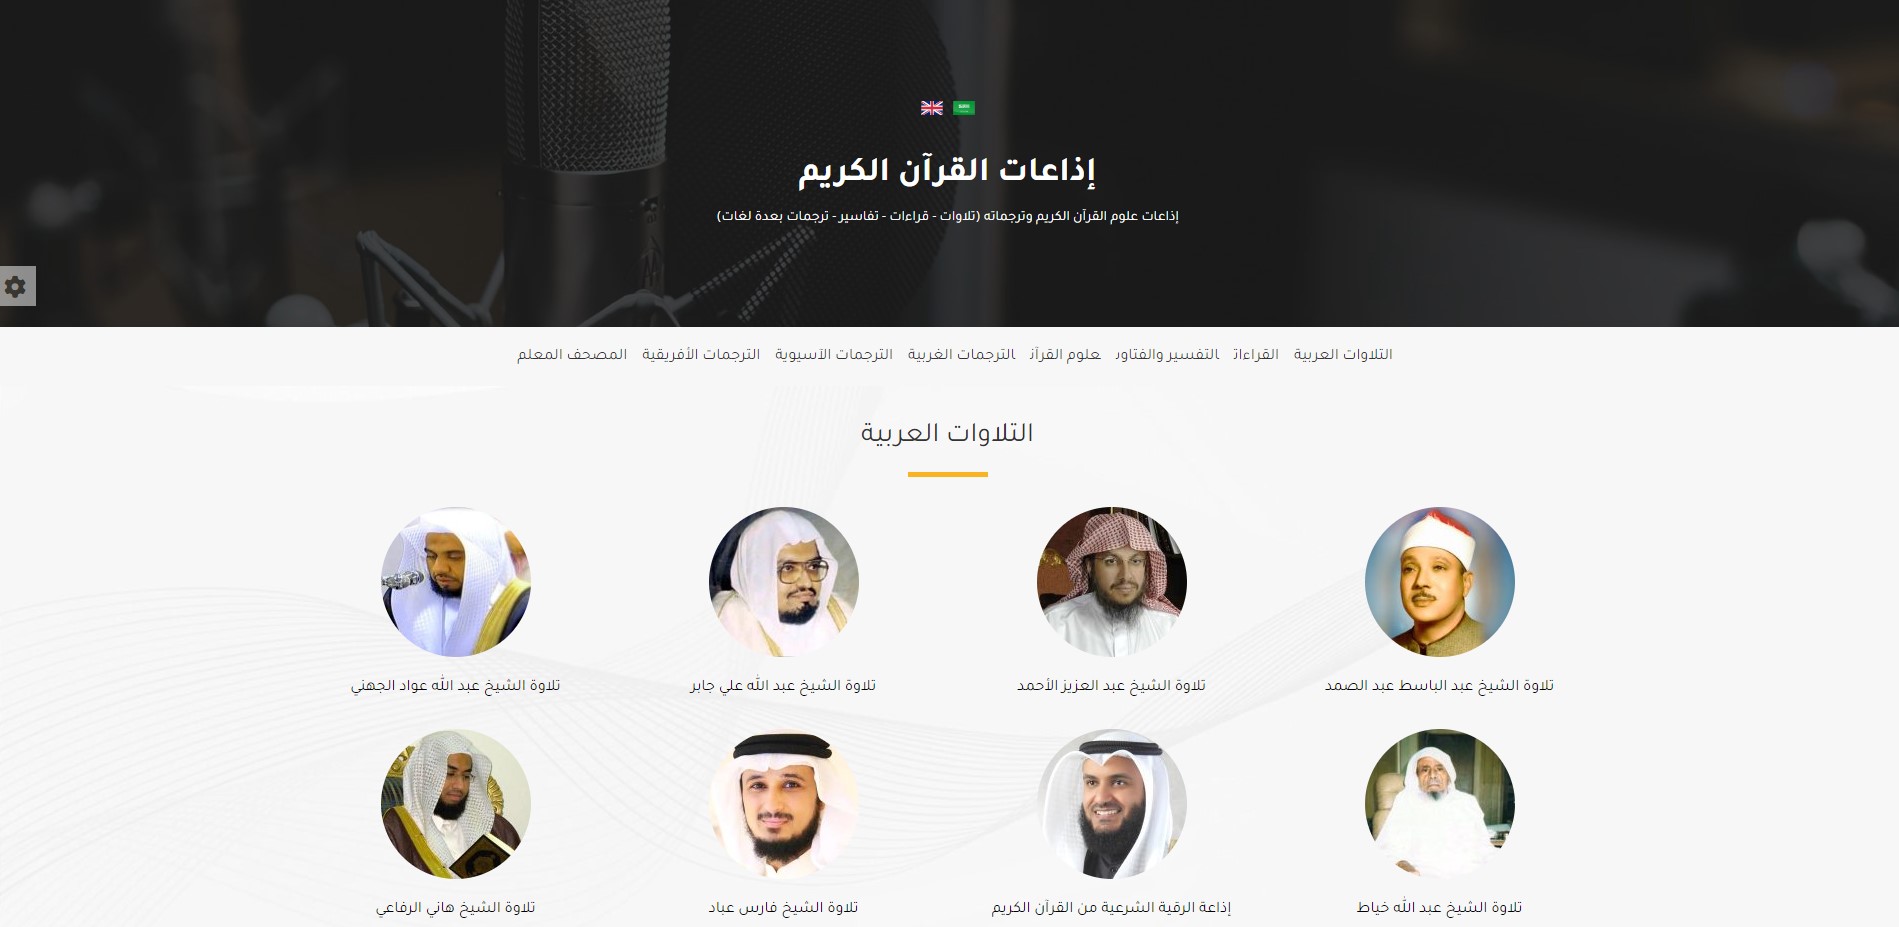 إذاعات القرآن الكريم
إذاعات علوم القرآن الكريم وترجماته (تلاوات - قراءات - تفاسير - ترجمات بعدة لغات)
التلاوات العربية
القراءات
التفسير والفتاوى
علوم القرآن
الترجمات الغربية
الترجمات الآسيوية
الترجمات الأفريقية
المصحف المعلم
التلاوات العربية
تلاوة الشيخ عبد الباسط عبد الصمد
تلاوة الشيخ عبد العزيز الأحمد
تلاوة الشيخ عبد الله علي جابر
تلاوة الشيخ عبد الله عواد الجهني
تلاوة الشيخ عبد الله خياط
إذاعة الرقية الشرعية من القرآن الكريم
تلاوة الشيخ فارس عباد
تلاوة الشيخ هاني الرفاعي